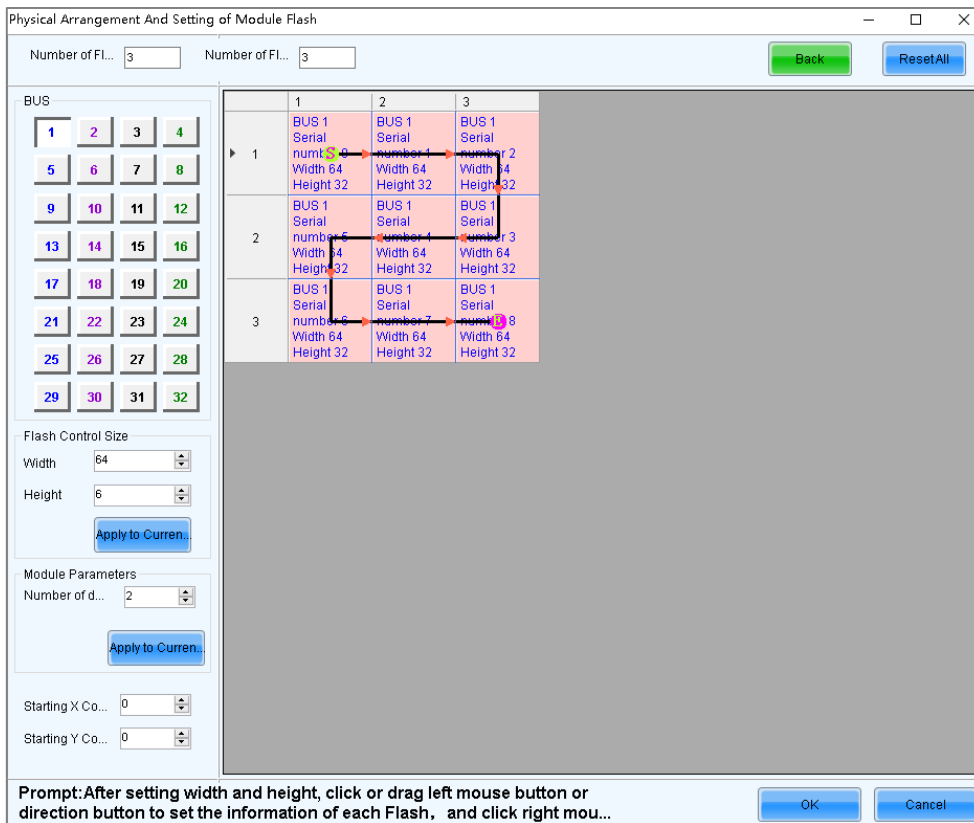 Physical Arrangement And Setting of Module Flash
Number of Fl... 3 Number of Fl... 3 Back ResetAll
BUS
1 2 3 4
5 6 7 8
9 10 11 12
13 14 15 16
17 18 19 20
21 22 23 24
25 26 27 28
29 30 31 32
Flash Control Size
Width 64
Height 6
Apply to Curren...
Module Parameters
Number of d... 2
Apply to Curren...
Starting X Co... 0
Starting Y Co... 0
1 2 3
1
BUS 1 BUS 1 BUS 1
Serial Serial Serial
number 0 number 1 number 2
Width 64 Width 64 Width 64
Height 32 Height 32 Height 32
2
BUS 1 BUS 1 BUS 1
Serial Serial Serial
number 5 number 4 number 3
Width 64 Width 64 Width 64
Height 32 Height 32 Height 32
3
BUS 1 BUS 1 BUS 1
Serial Serial Serial
number 6 number 7 number 8
Width 64 Width 64 Width 64
Height 32 Height 32 Height 32
S
E
Prompt:After setting width and height, click or drag left mouse button or
direction button to set the information of each Flash, and click right mou...
OK Cancel